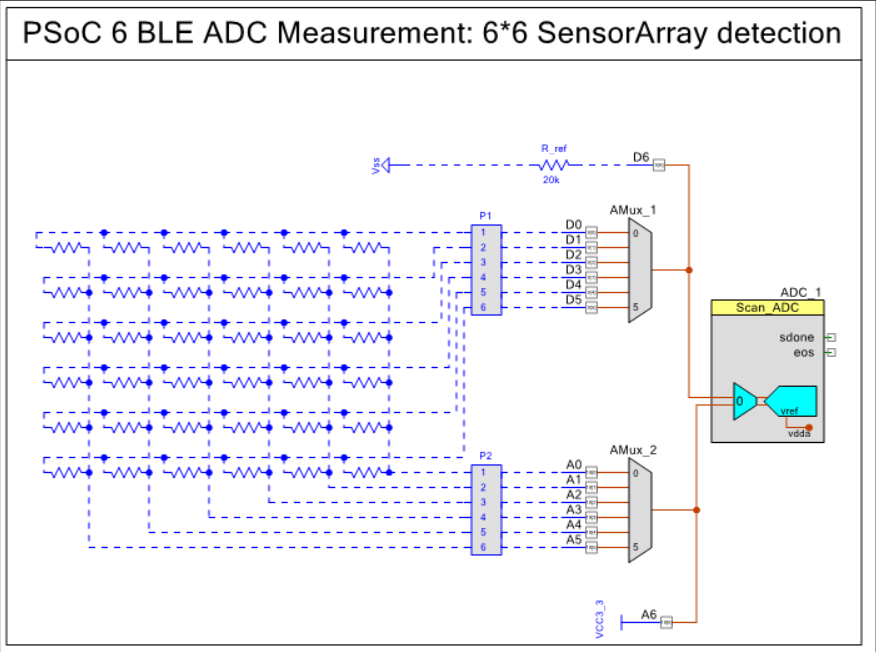 PSoC 6 BLE ADC Measurement: 6*6 SensorArray detection
Vss
R_ref
20k
D6
P1
1
2
3
4
5
6
D0
D1
D2
D3
D4
D5
AMux_1
0
5
ADC_1
Scan_ADC
sdone
eos
0
vref
vdda
P2
1
2
3
4
5
6
A0
A1
A2
A3
A4
A5
AMux_2
0
5
VCC3_3
A6